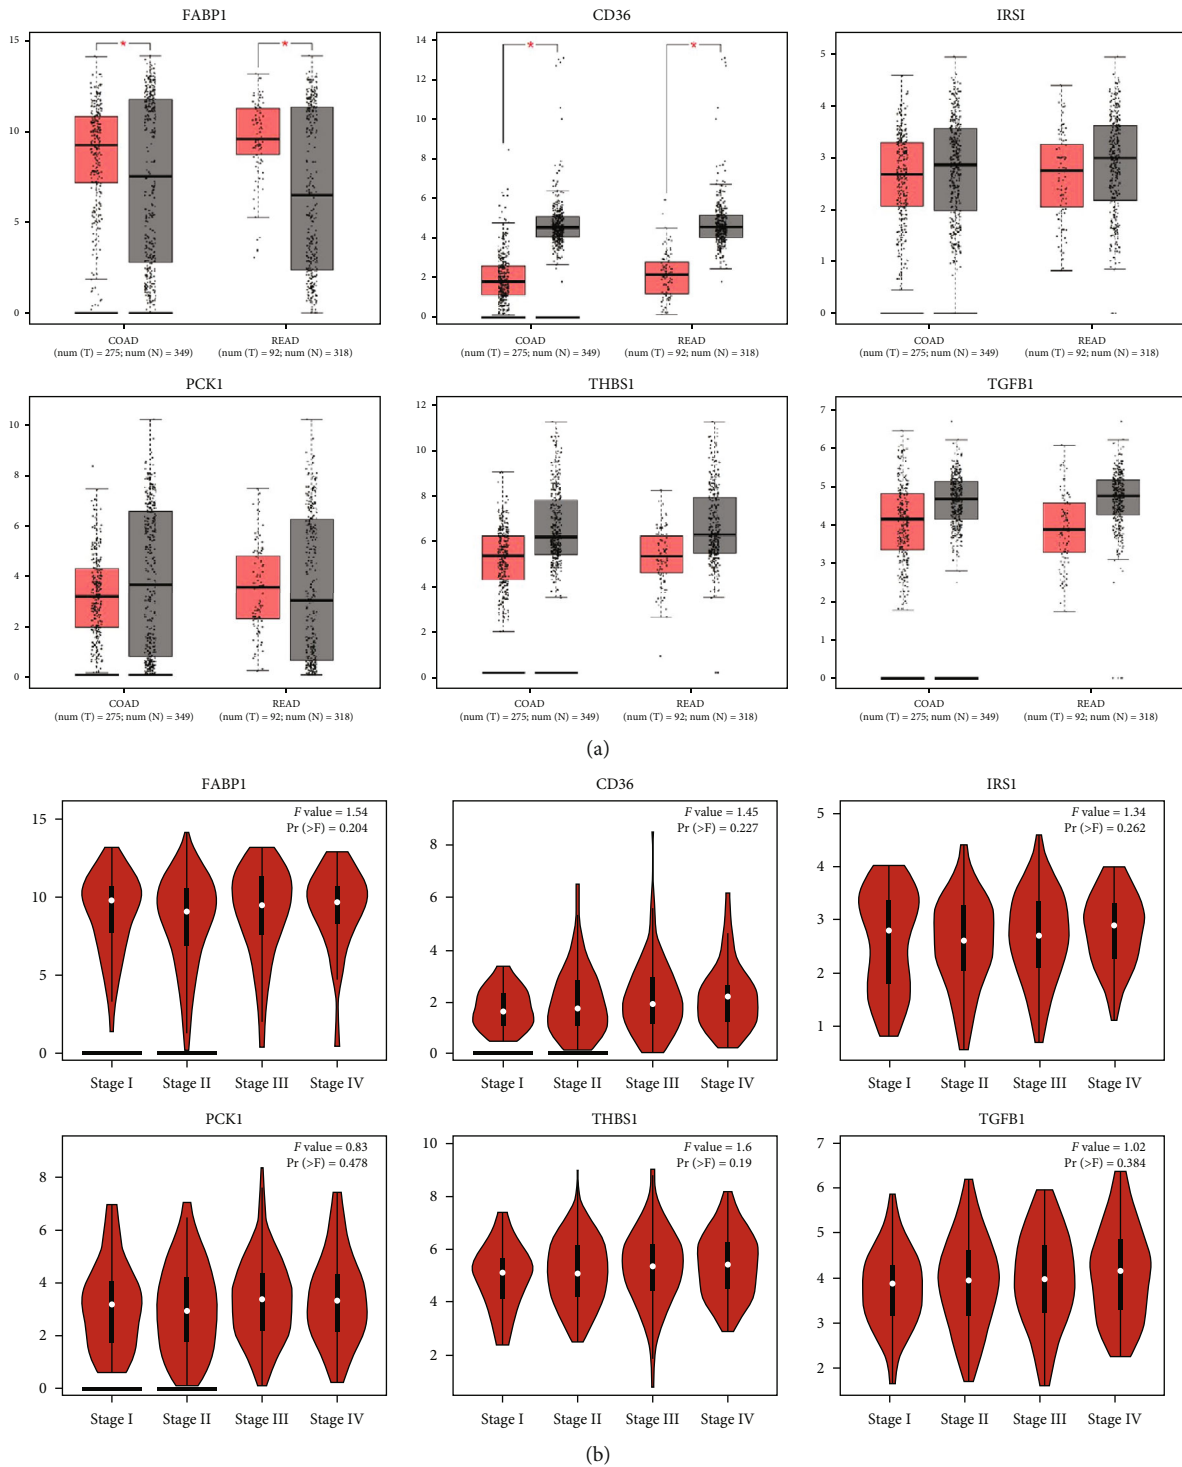 FABP1 CD36 IRSI
15
10
5
0
14
12
10
8
6
4
2
0
5
4
3
2
1
0
* * * *
COAD READ COAD READ COAD READ
(num (T) = 275; num (N) = 349) (num (T) = 92; num (N) = 318) (num (T) = 275; num (N) = 349) (num (T) = 92; num (N) = 318) (num (T) = 275; num (N) = 349) (num (T) = 92; num (N) = 318)
PCK1 THBS1 TGFB1
10
8
6
4
2
0
12
10
8
6
4
2
0
7
6
5
4
3
2
1
0
COAD READ COAD READ COAD READ
(num (T) = 275; num (N) = 349) (num (T) = 92; num (N) = 318) (num (T) = 275; num (N) = 349) (num (T) = 92; num (N) = 318) (num (T) = 275; num (N) = 349) (num (T) = 92; num (N) = 318)
(a)
FABP1 CD36 IRS1
F value = 1.54
Pr (>F) = 0.204
15
10
5
0
F value = 1.45
Pr (>F) = 0.227
8
6
4
2
0
F value = 1.34
Pr (>F) = 0.262
5
4
3
2
1
Stage I Stage II Stage III Stage IV Stage I Stage II Stage III Stage IV Stage I Stage II Stage III Stage IV
PCK1 THBS1 TGFB1
F value = 0.83
Pr (>F) = 0.478
8
6
4
2
0
F value = 1.6
Pr (>F) = 0.19
10
8
6
4
2
F value = 1.02
Pr (>F) = 0.384
7
6
5
4
3
2
Stage I Stage II Stage III Stage IV Stage I Stage II Stage III Stage IV Stage I Stage II Stage III Stage IV
(b)